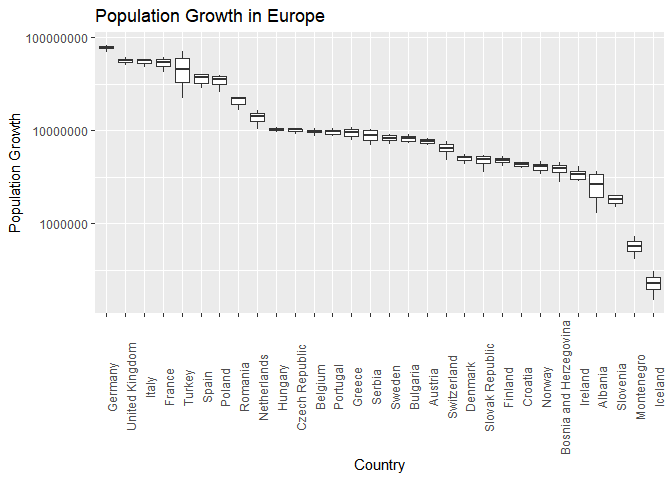 Population Growth in Europe
100000000
10000000
1000000
Population Growth
Germany
United Kingdom
Italy
France
Turkey
Spain
Poland
Romania
Netherlands
Hungary
Czech Republic
Belgium
Portugal
Greece
Serbia
Sweden
Bulgaria
Austria
Switzerland
Denmark
Slovak Republic
Finland
Croatia
Norway
Bosnia and Herzegovina
Ireland
Albania
Slovenia
Montenegro
Iceland
Country